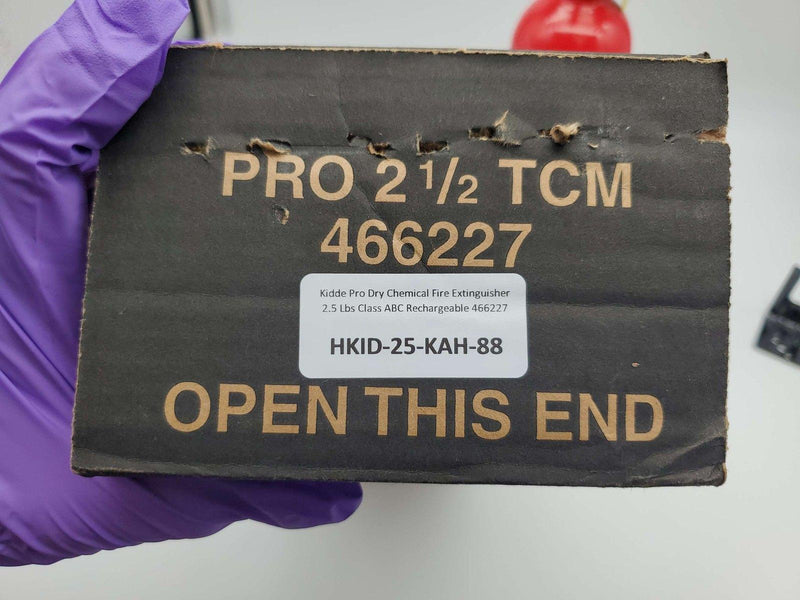 PRO 2 1/2 TCM
466227
Kidde Pro Dry Chemical Fire Extinguisher
2.5 Lbs Class ABC Rechargeable 466227
HKID-25-KAH-88
OPEN THIS END